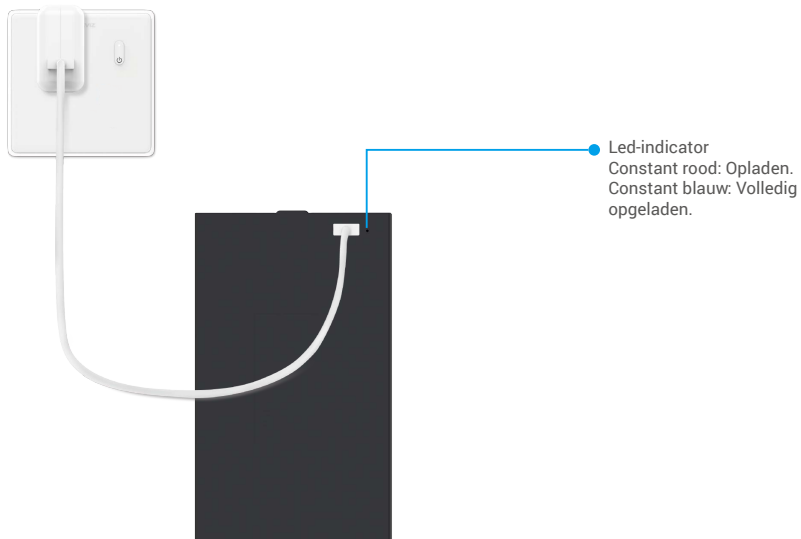 Led-indicator
Constant rood: Opladen.
Constant blauw: Volledig
opgeladen.